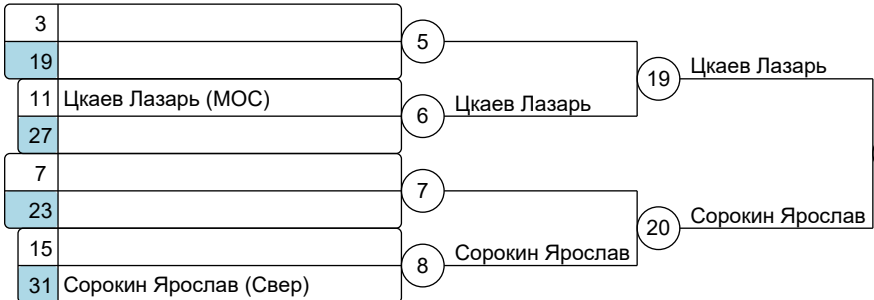 3
5
19
19 Цкаев Лазарь
11 Цкаев Лазарь (МОС)
6 Цкаев Лазарь
27
7
7
23
20 Сорокин Ярослав
15
8 Сорокин Ярослав
31 Сорокин Ярослав (Свер)